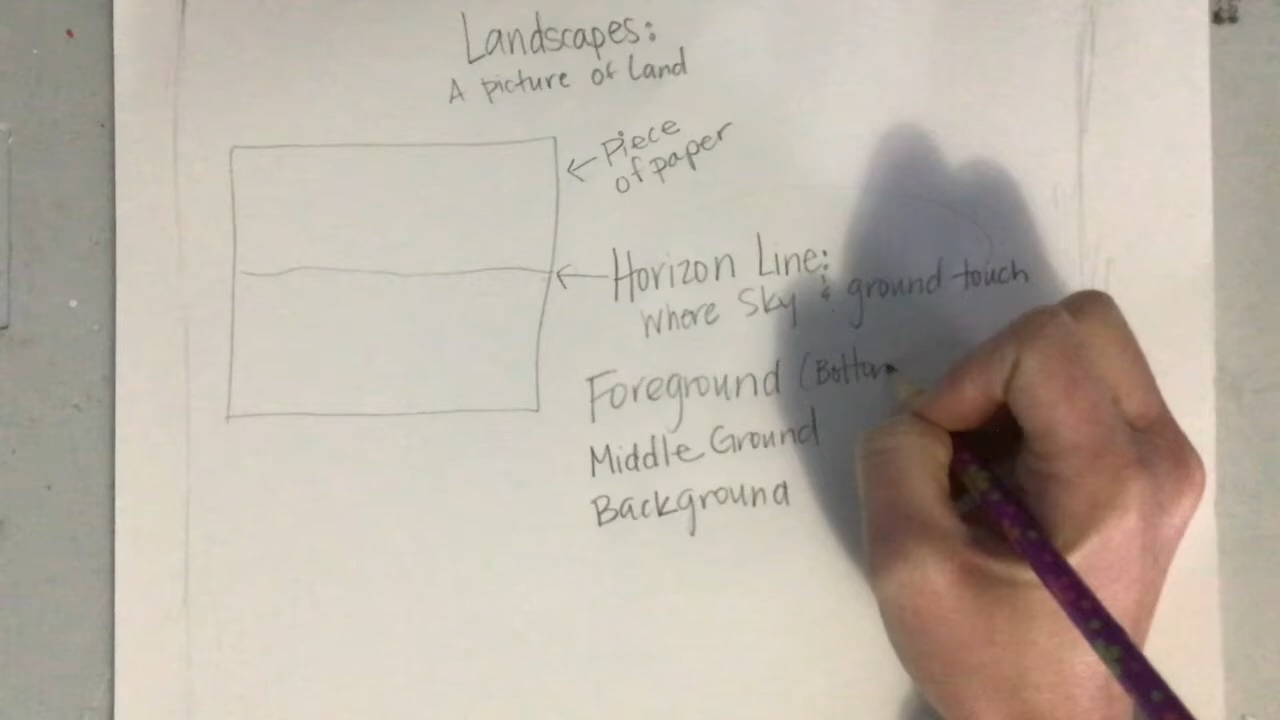 Landscapes:
A picture of Land
← Piece
of paper
← Horizon Line:
Where Sky & ground touch
Foreground (Bottom
Middle Ground
Background